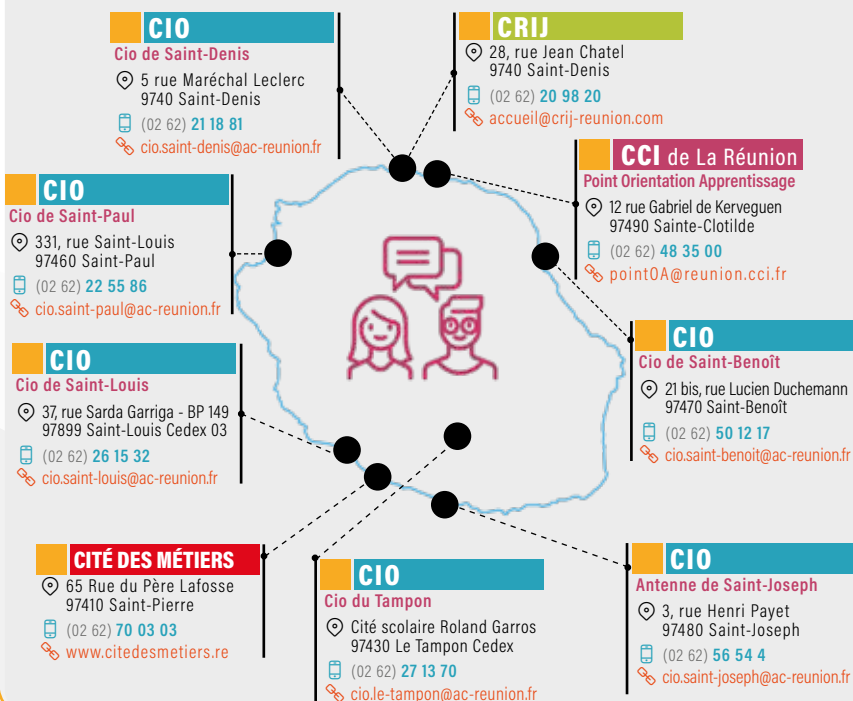 CIO
Cio de Saint-Denis
5 rue Maréchal Leclerc
9740 Saint-Denis
(02 62) 21 18 81
cio.saint-denis@ac-reunion.fr
CRIJ
28, rue Jean Chatel
9740 Saint-Denis
(02 62) 20 98 20
accueil@crij-reunion.com
CCI de La Réunion
Point Orientation Apprentissage
12 rue Gabriel de Kerveguen
97490 Sainte-Clotilde
(02 62) 48 35 00
pointOA@reunion.cci.fr
CIO
Cio de Saint-Paul
331, rue Saint-Louis
97460 Saint-Paul
(02 62) 22 55 86
cio.saint-paul@ac-reunion.fr
CIO
Cio de Saint-Benoît
21 bis, rue Lucien Duchemann
97470 Saint-Benoît
(02 62) 50 12 17
cio.saint-benoit@ac-reunion.fr
CIO
Cio de Saint-Louis
37, rue Sarda Garriga - BP 149
97899 Saint-Louis Cedex 03
(02 62) 26 15 32
cio.saint-louis@ac-reunion.fr
CITÉ DES MÉTIERS
65 Rue du Père Lafosse
97410 Saint-Pierre
(02 62) 70 03 03
www.citedesmetiers.re
CIO
Cio du Tampon
Cité scolaire Roland Garros
97430 Le Tampon Cedex
(02 62) 27 13 70
cio.le-tampon@ac-reunion.fr
CIO
Antenne de Saint-Joseph
3, rue Henri Payet
97480 Saint-Joseph
(02 62) 56 54 4
cio.saint-joseph@ac-reunion.fr